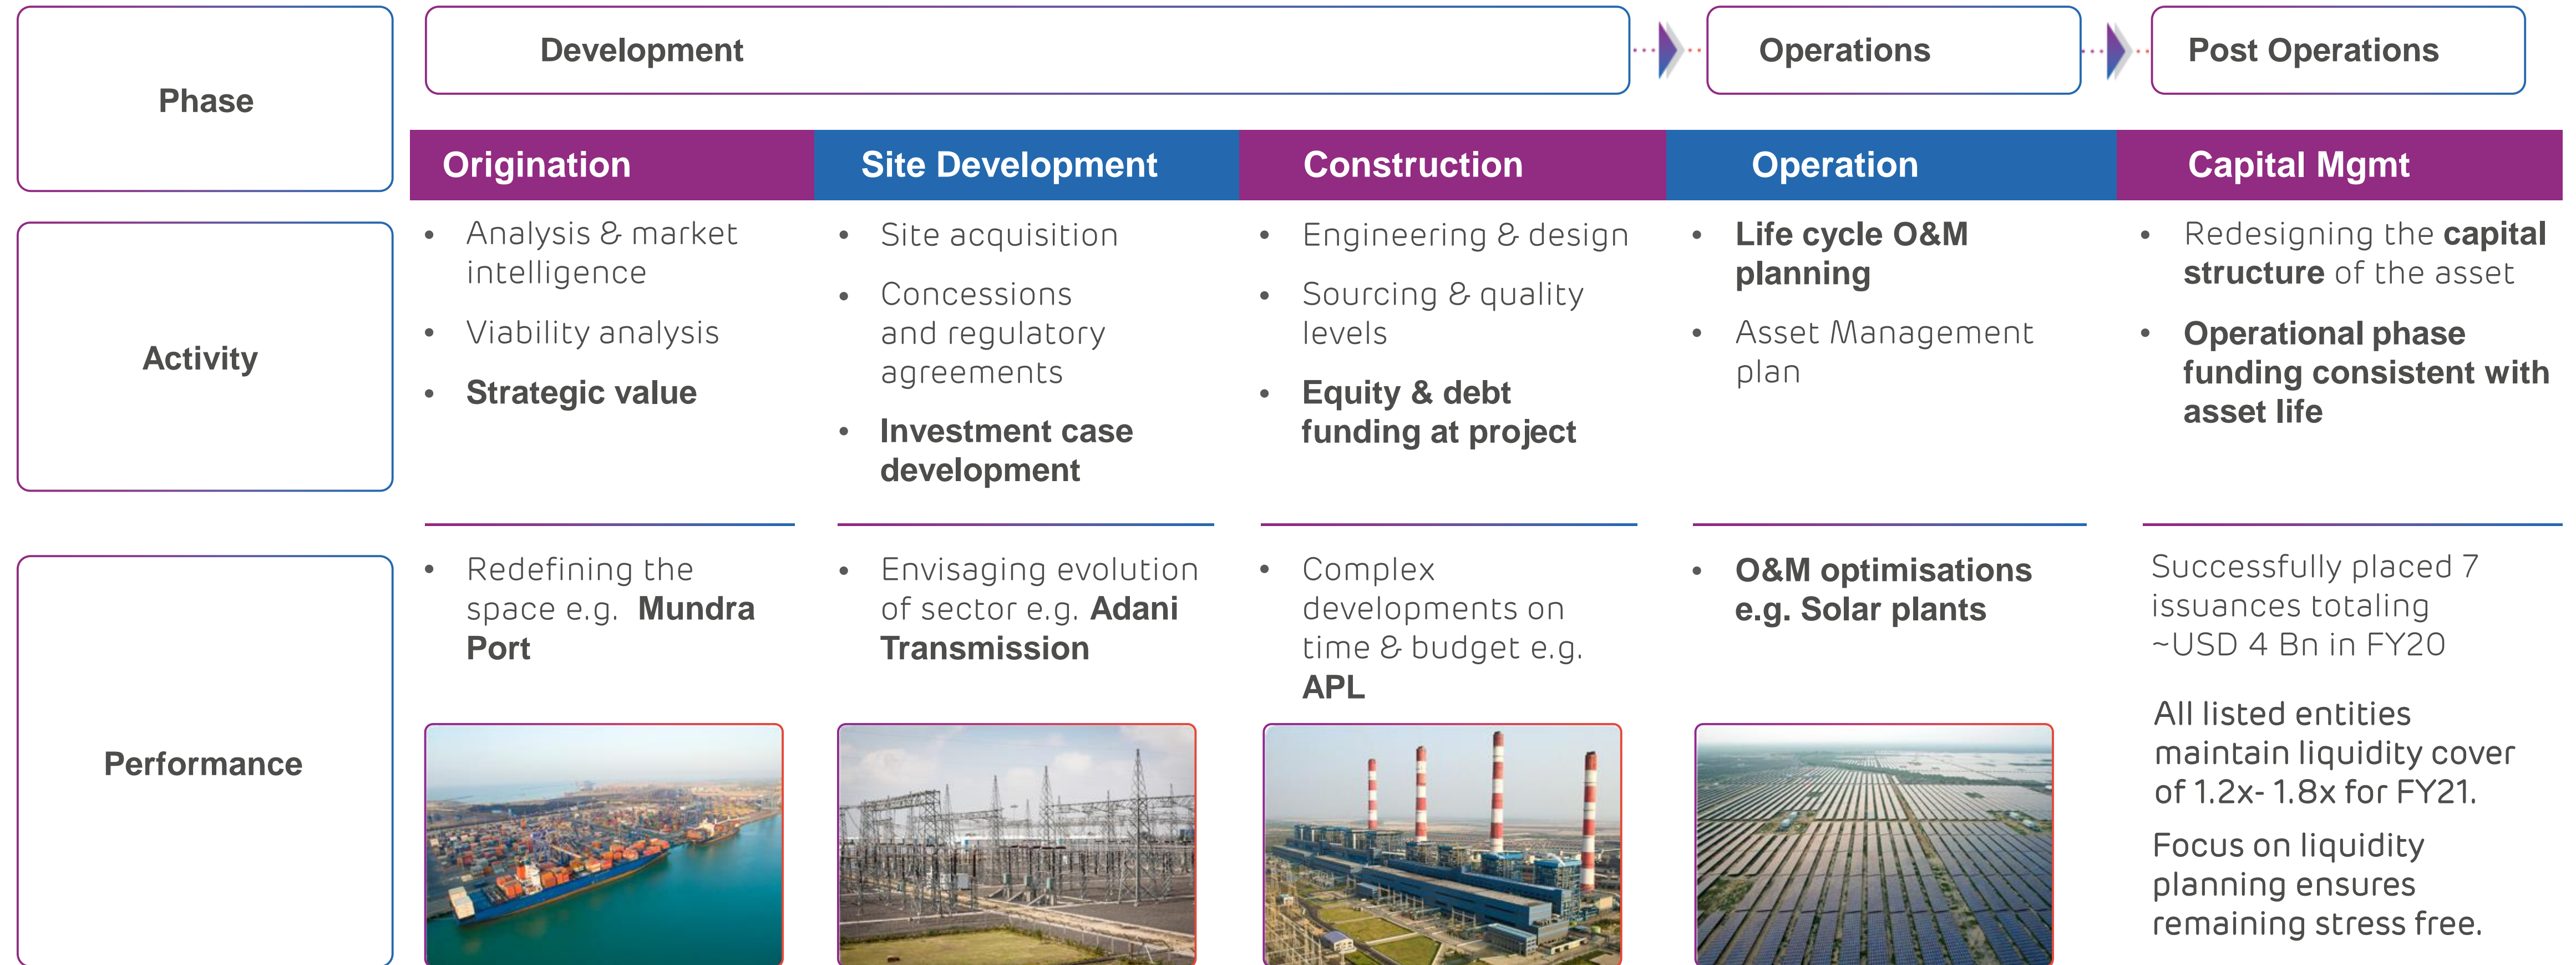 Phase
Development
Operations
Post Operations
Origination
Site Development
Construction
Operation
Capital Mgmt
Activity
• Analysis & market
intelligence
• Viability analysis
• Strategic value
• Site acquisition
• Concessions
and regulatory
agreements
• Investment case
development
• Engineering & design
• Sourcing & quality
levels
• Equity & debt
funding at project
• Life cycle O&M
planning
• Asset Management
plan
• Redesigning the capital
structure of the asset
• Operational phase
funding consistent with
asset life
Performance
• Redefining the
space e.g. Mundra
Port
• Envisaging evolution
of sector e.g. Adani
Transmission
• Complex
developments on
time & budget e.g.
APL
• O&M optimisations
e.g. Solar plants
Successfully placed 7
issuances totaling
~USD 4 Bn in FY20
All listed entities
maintain liquidity cover
of 1.2x- 1.8x for FY21.
Focus on liquidity
planning ensures
remaining stress free.